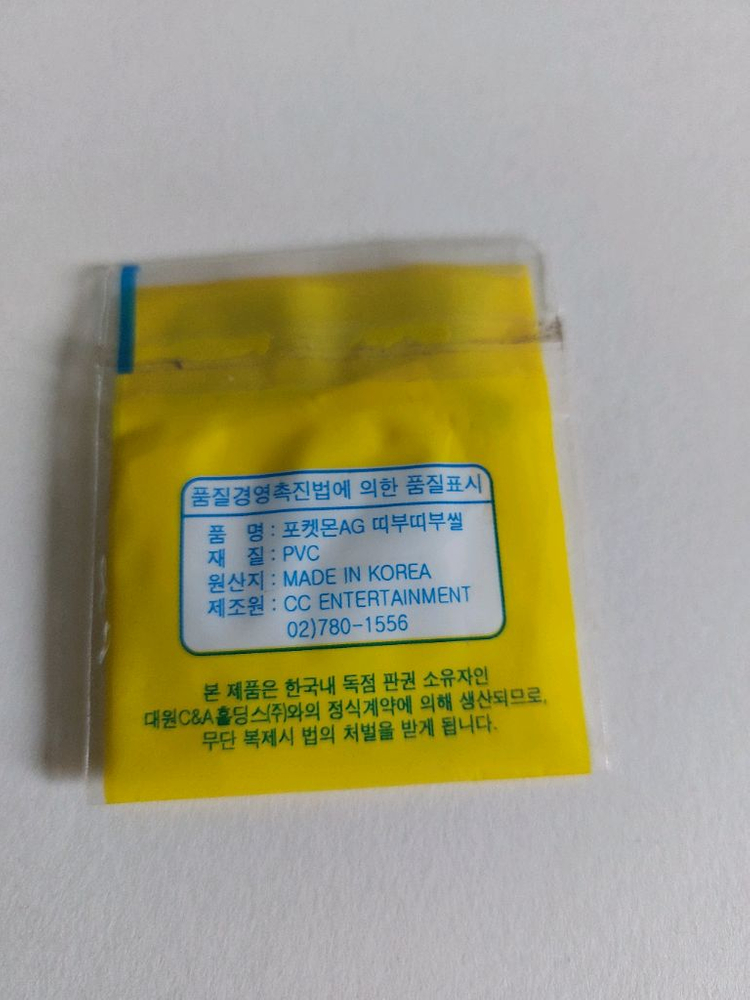 품질경영촉진법에 의한 품질표시
품 명 : 포켓몬AG 띠부띠부씰
재 질 : PVC
원산지 : MADE IN KOREA
제조원 : CC ENTERTAINMENT
02)780-1556
본 제품은 한국내 독점 판권 소유자인
대원C&A홀딩스(주)와의 정식계약에 의해 생산되므로,
무단 복제시 법의 처벌을 받게 됩니다.